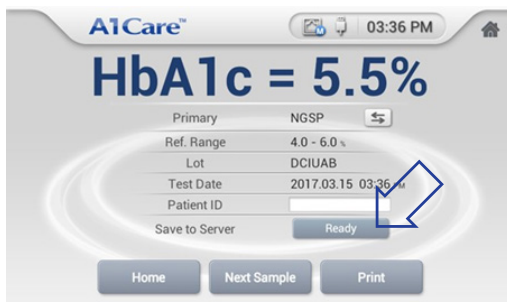 A1Care™ 03:36 PM
HbA1c = 5.5%
Primary NGSP
Ref. Range 4.0 - 6.0 %
Lot DCIUAB
Test Date 2017.03.15 03:36 PM
Patient ID
Save to Server Ready
Home Next Sample Print